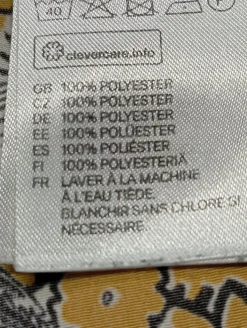 40
clevercare.info
GB 100% POLYESTER
CZ 100% POLYESTER
DE 100% POLYESTER
EE 100% POLÜESTER
ES 100% POLIÉSTER
FI 100% POLYESTERIÄ
FR LAVER À LA MACHINE
À L'EAU TIÈDE.
BLANCHIR SANS CHLORE SI
NÉCESSAIRE.